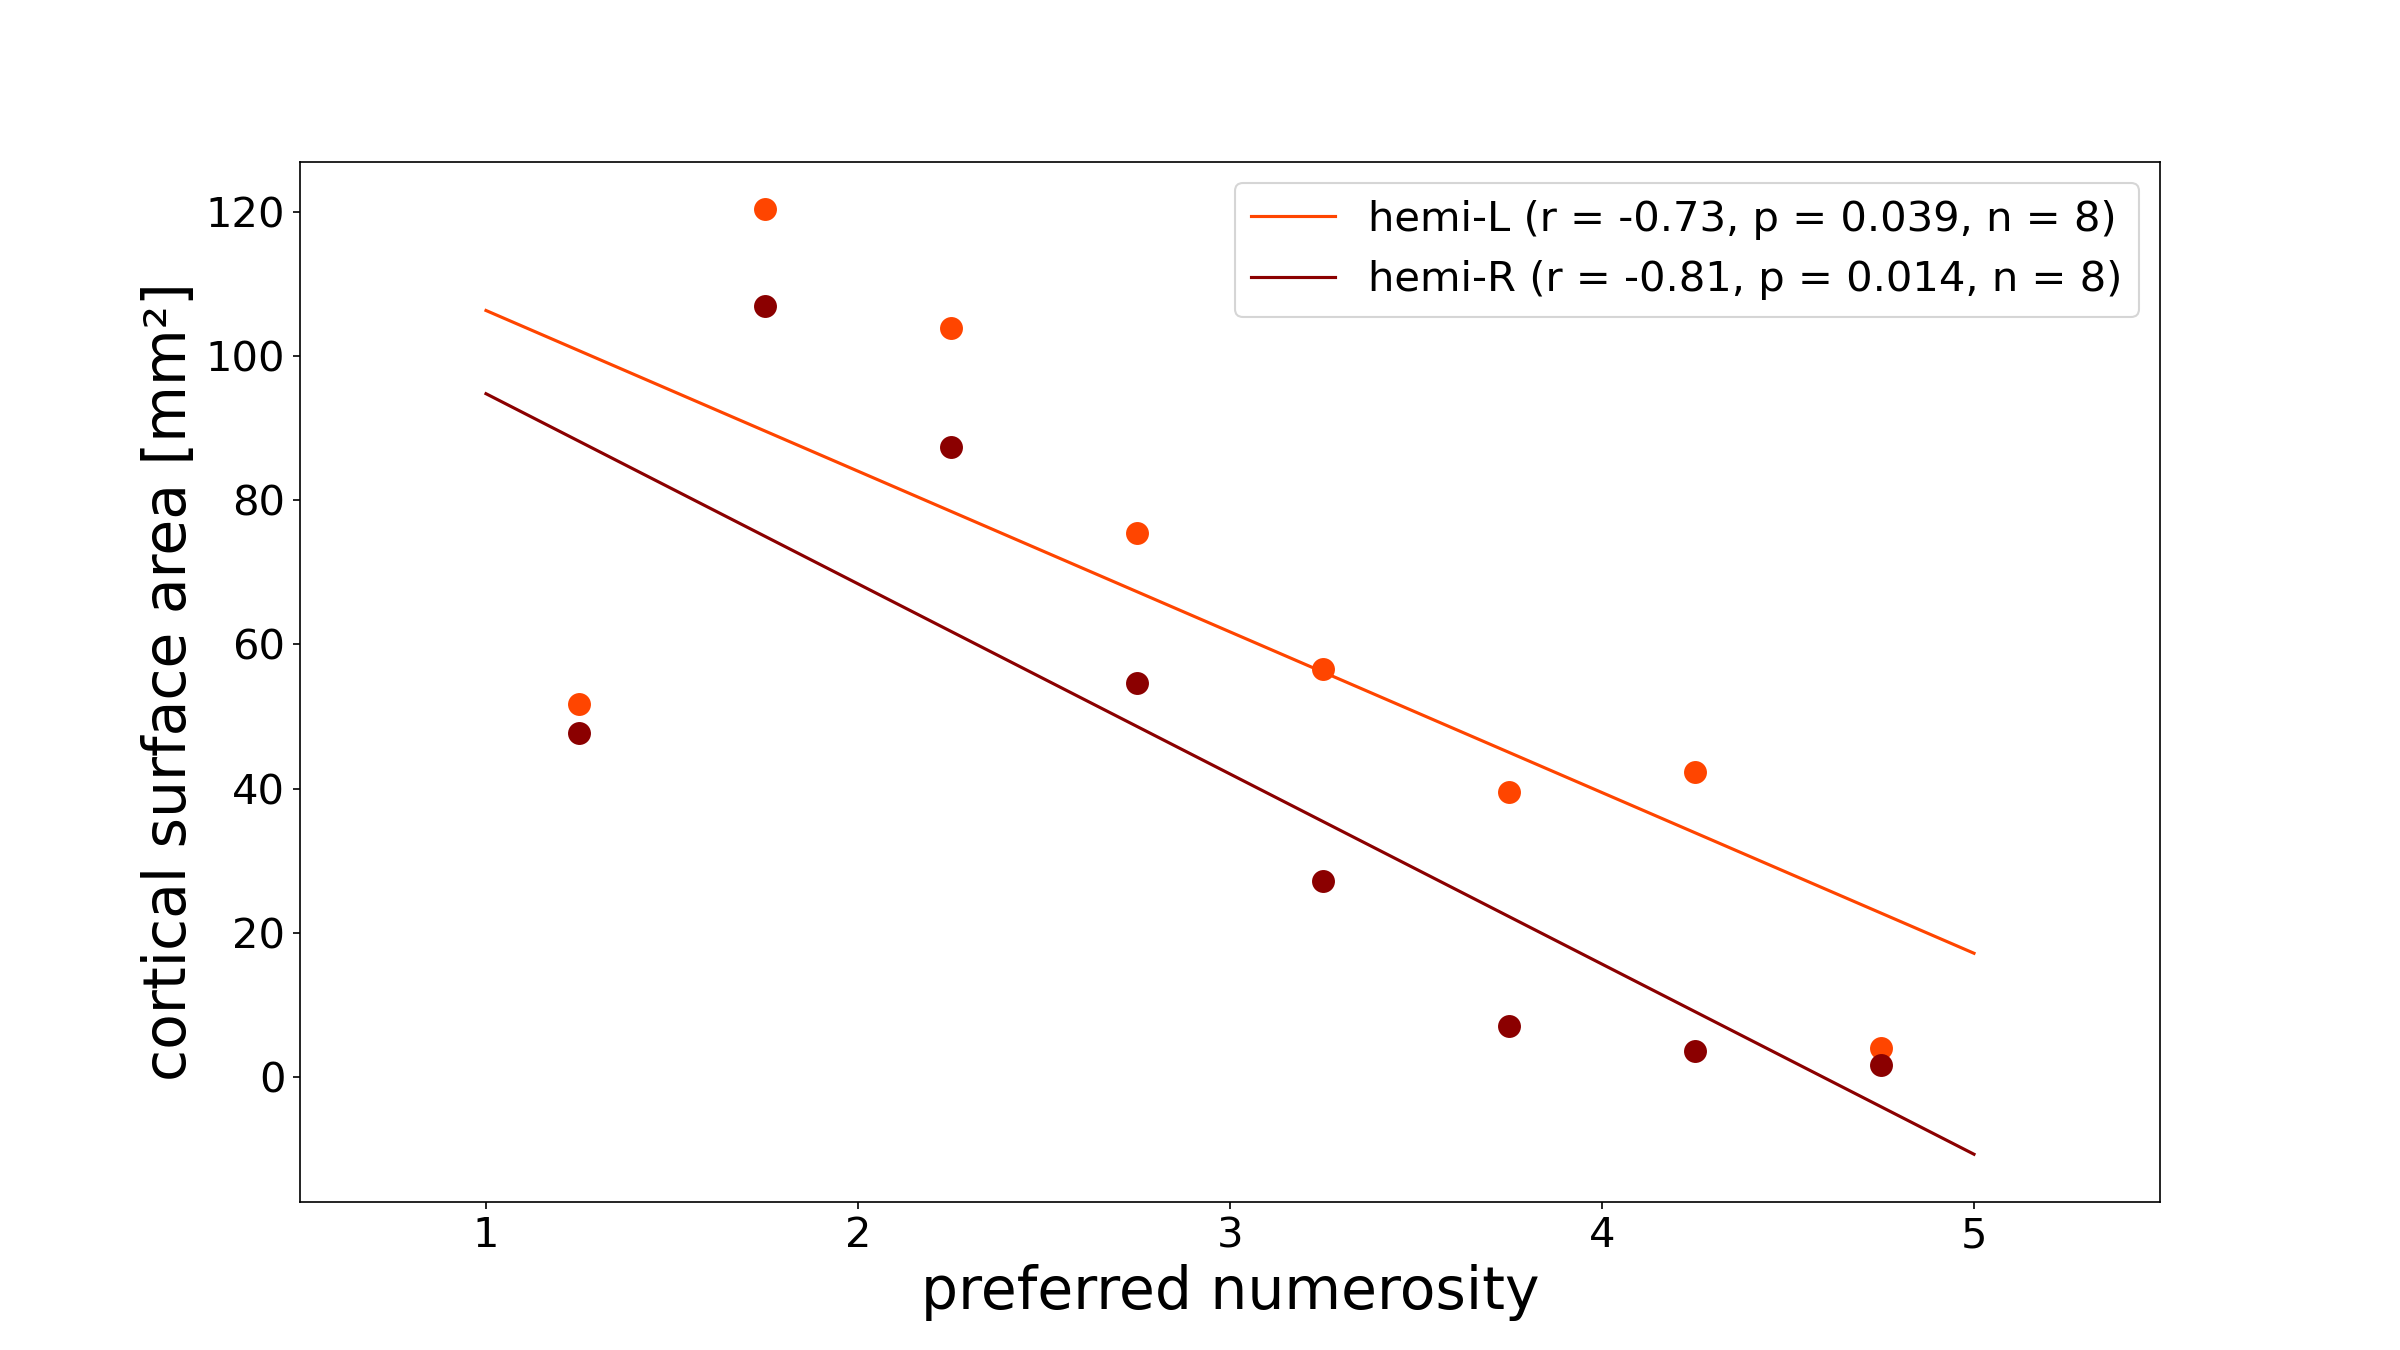 hemi-L (r = -0.73, p = 0.039, n = 8)
hemi-R (r = -0.81, p = 0.014, n = 8)
cortical surface area [mm²]
120
100
80
60
40
20
0
1 2 3 4 5
preferred numerosity